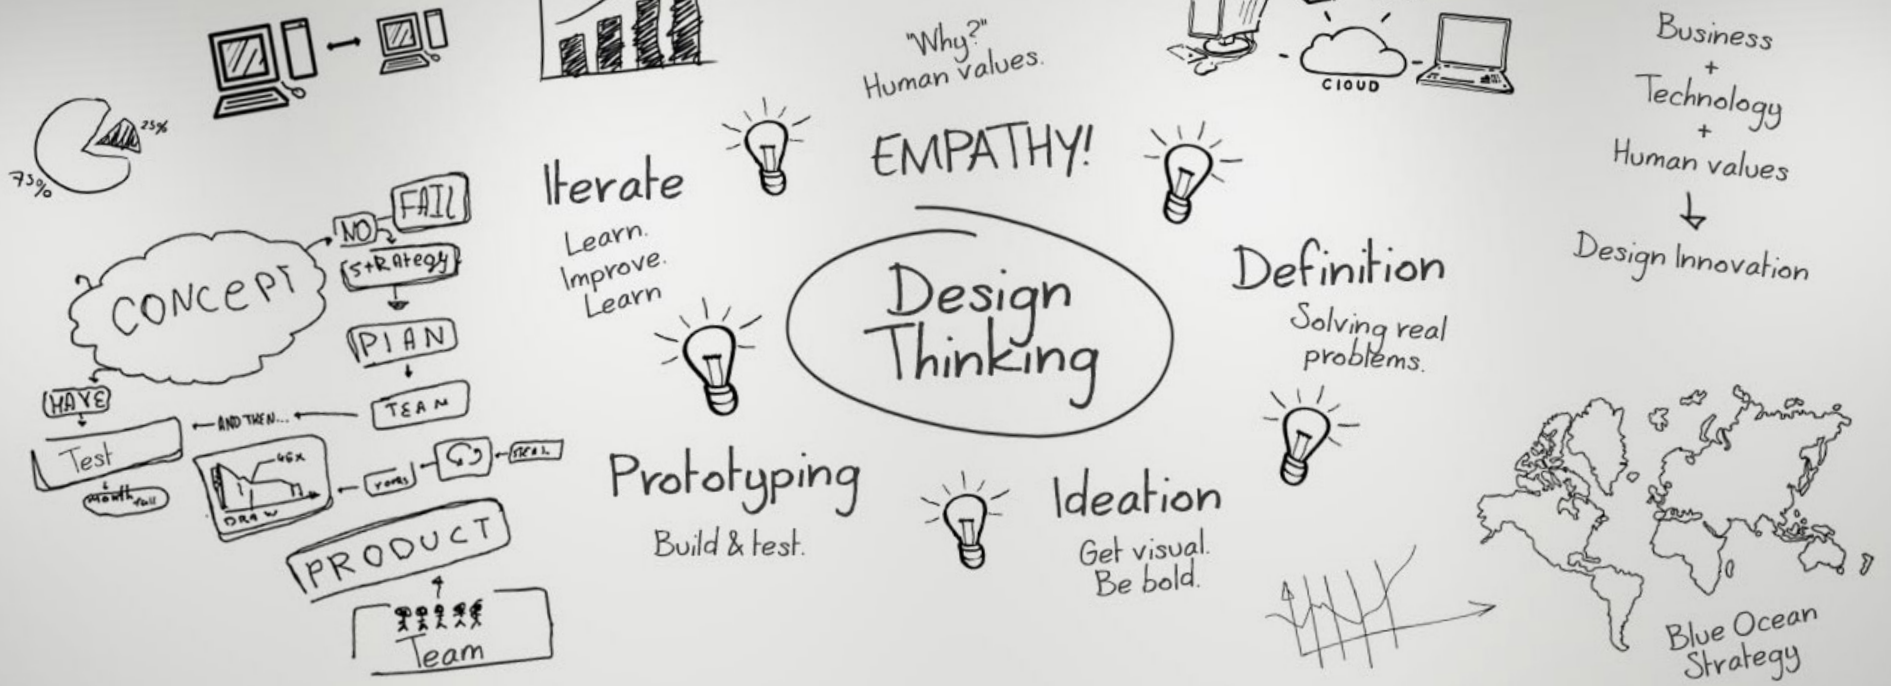 "Why?"
Human values.
EMPATHY!
CLOUD
Business
+
Technology
+
Human values
Design Innovation
25%
75%
Iterate
Learn.
Improve.
Learn
Design
Thinking
Definition
Solving real
problems.
Prototyping
Build & test.
Ideation
Get visual.
Be bold.
FAIL
NO
StRAtegy
CONCePT
PLAN
HAVE
TEAM
AND THEN...
Test
DRAW
PRODUCT
Team
Blue Ocean
Strategy